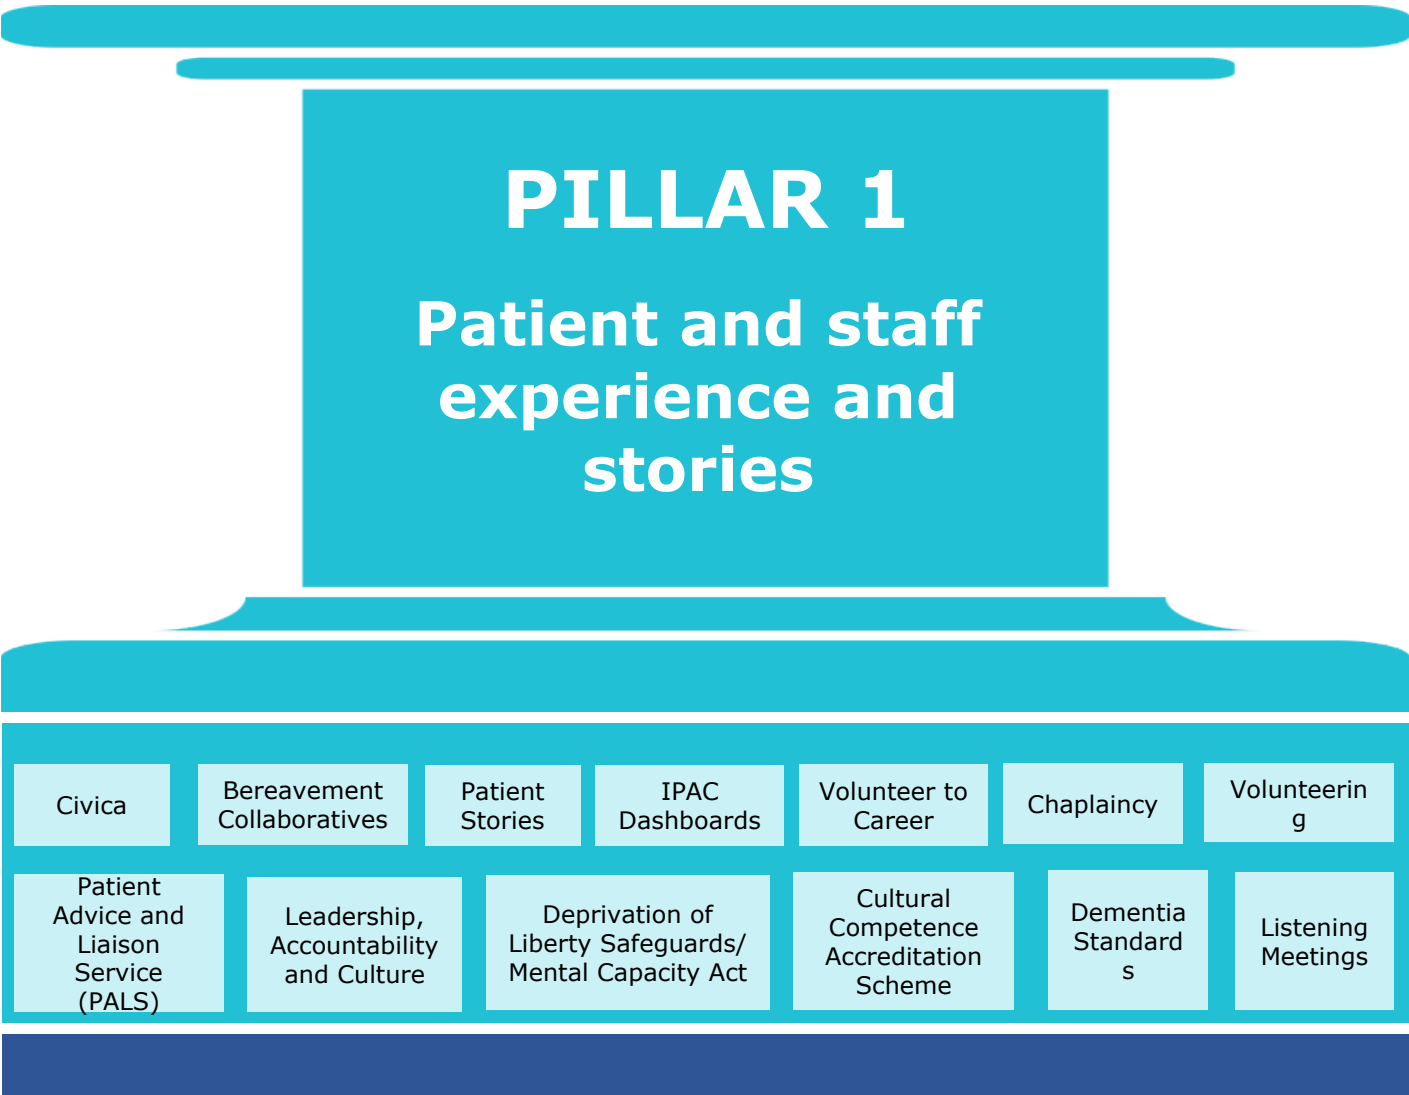 PILLAR 1
Patient and staff
experience and
stories
Civica
Bereavement
Collaboratives
Patient
Stories
IPAC
Dashboards
Volunteer to
Career
Chaplaincy
Volunteerin
g
Patient
Advice and
Liaison
Service
(PALS)
Leadership,
Accountability
and Culture
Deprivation of
Liberty Safeguards/
Mental Capacity Act
Cultural
Competence
Accreditation
Scheme
Dementia
Standard
s
Listening
Meetings